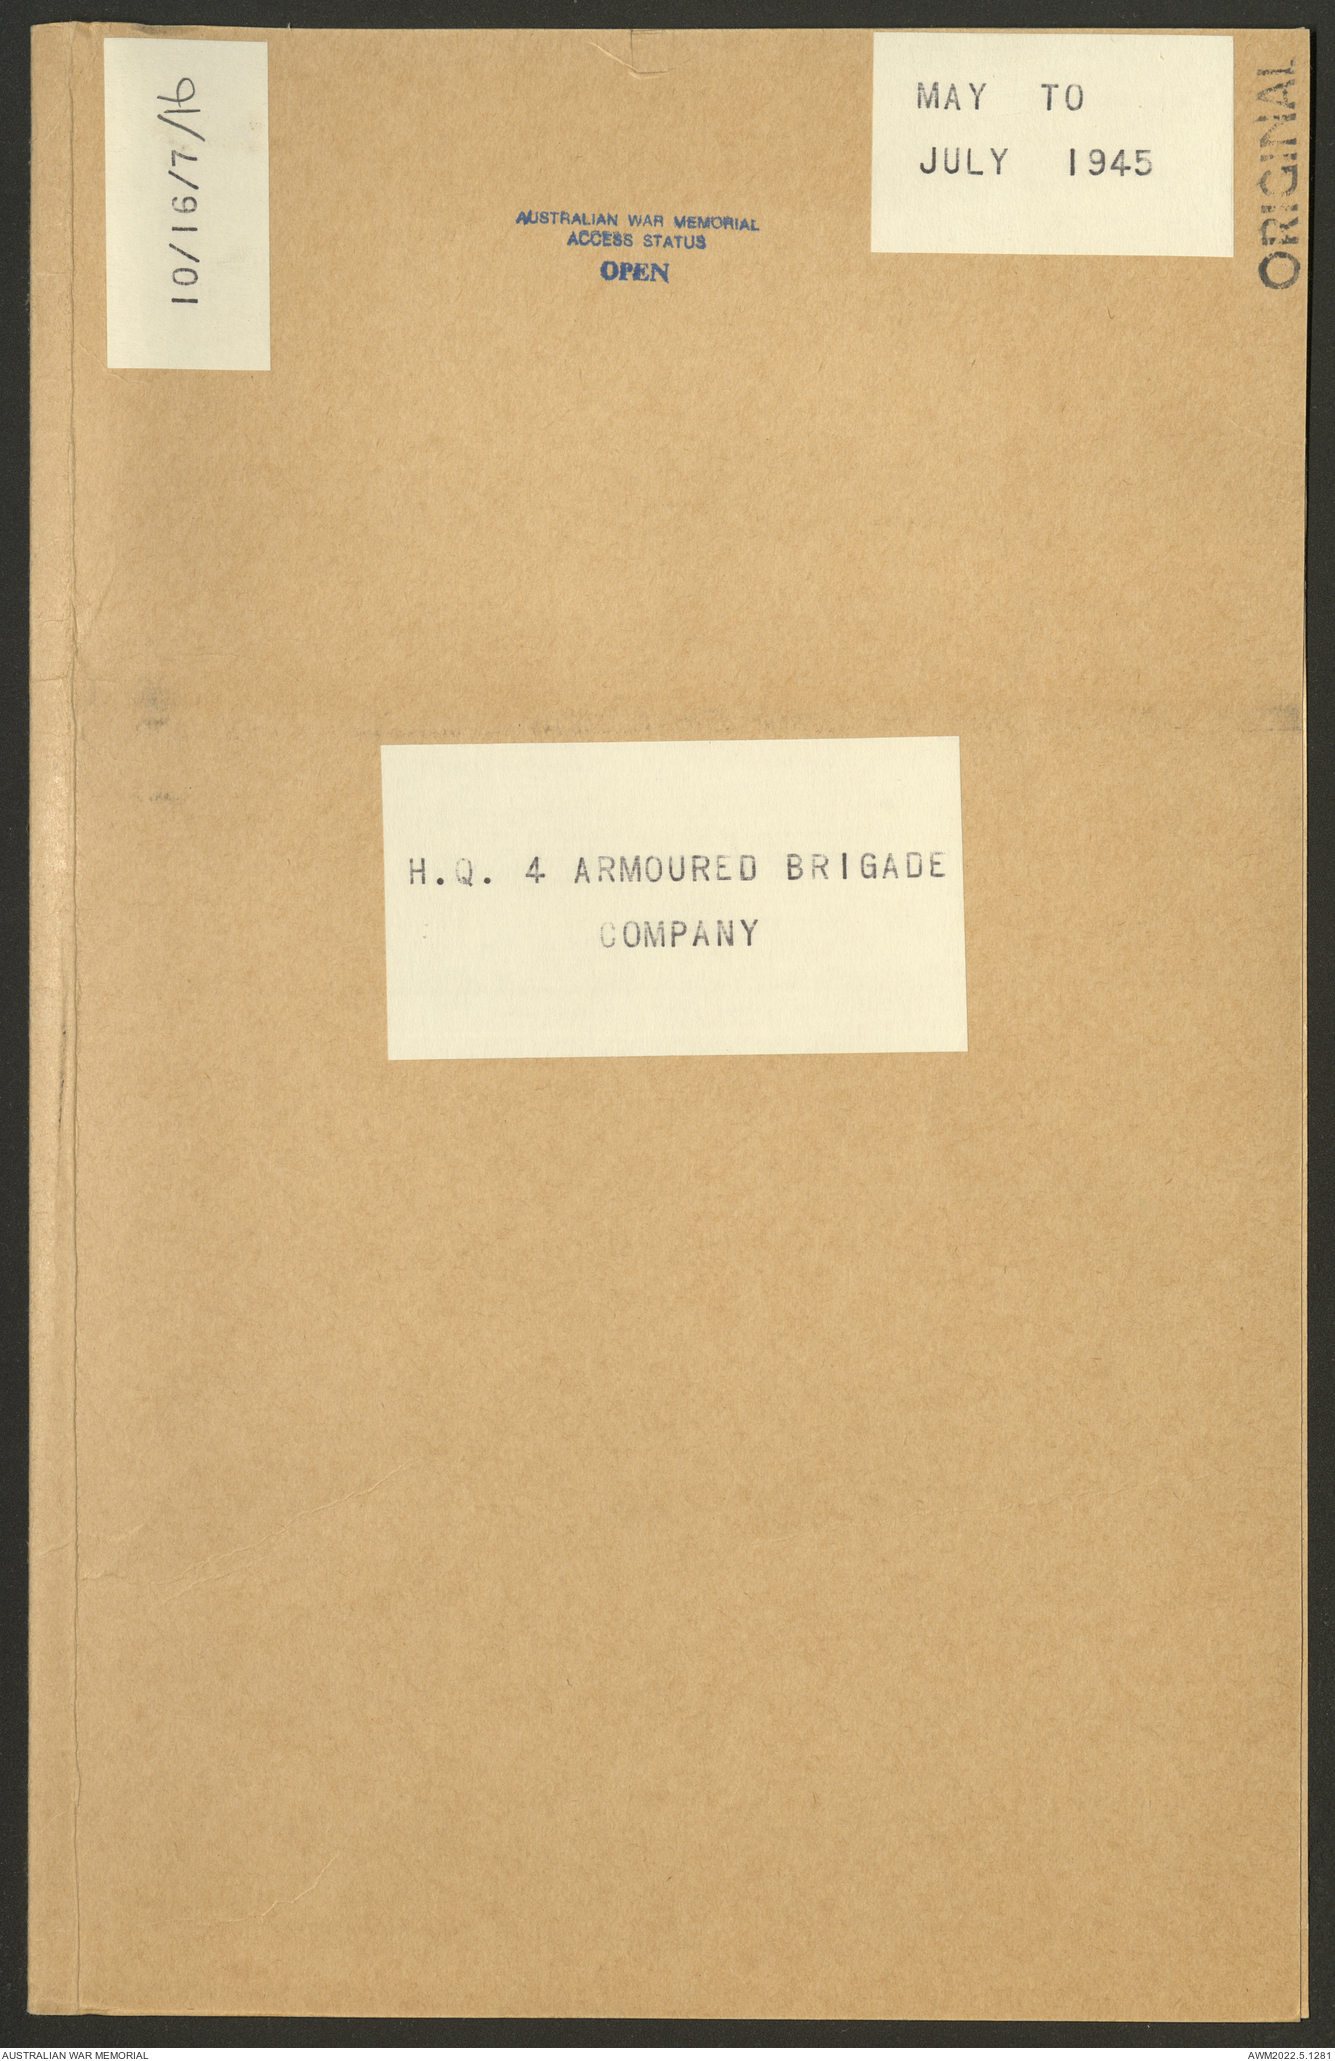 10/16/7/16
MAY TO
JULY 1945
ORIGINAL
AUSTRALIAN WAR MEMORIAL
ACCESS STATUS
OPEN
H.Q. 4 ARMOURED BRIGADE
COMPANY
AUSTRALIAN WAR MEMORIAL
AWM2022.5.1281